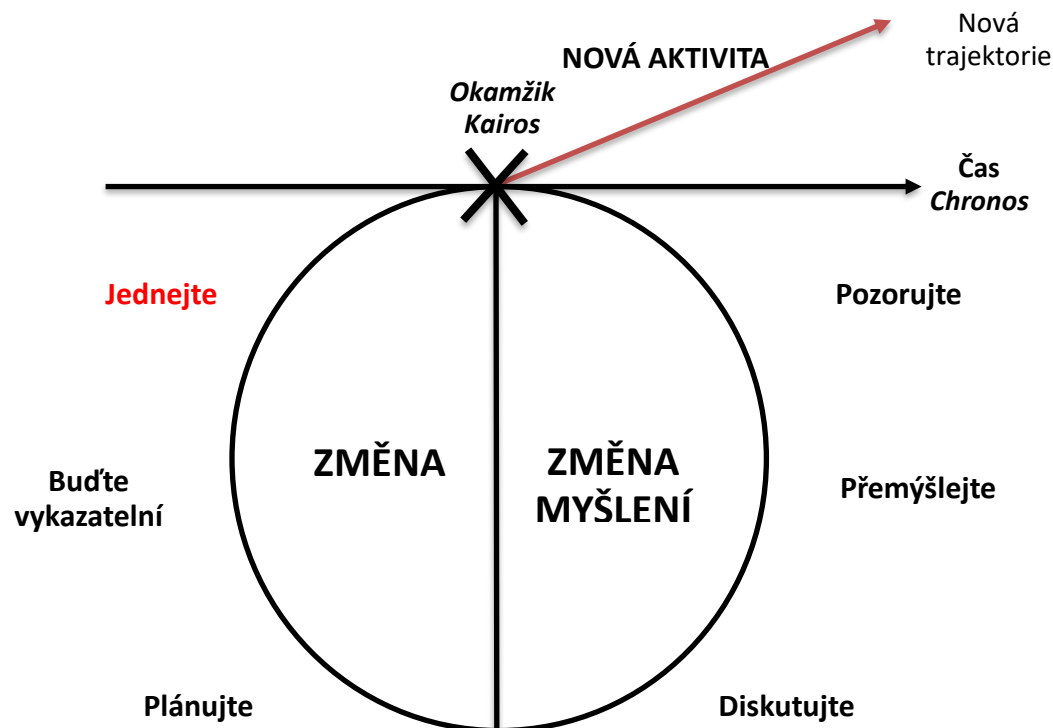 Nová
trajektorie
NOVÁ AKTIVITA
Okamžik
Kairos
Čas
Chronos
Jednejte
Pozorujte
ZMĚNA
ZMĚNA
MYŠLENÍ
Buďte
vykazatelní
Přemýšlejte
Plánujte
Diskutujte